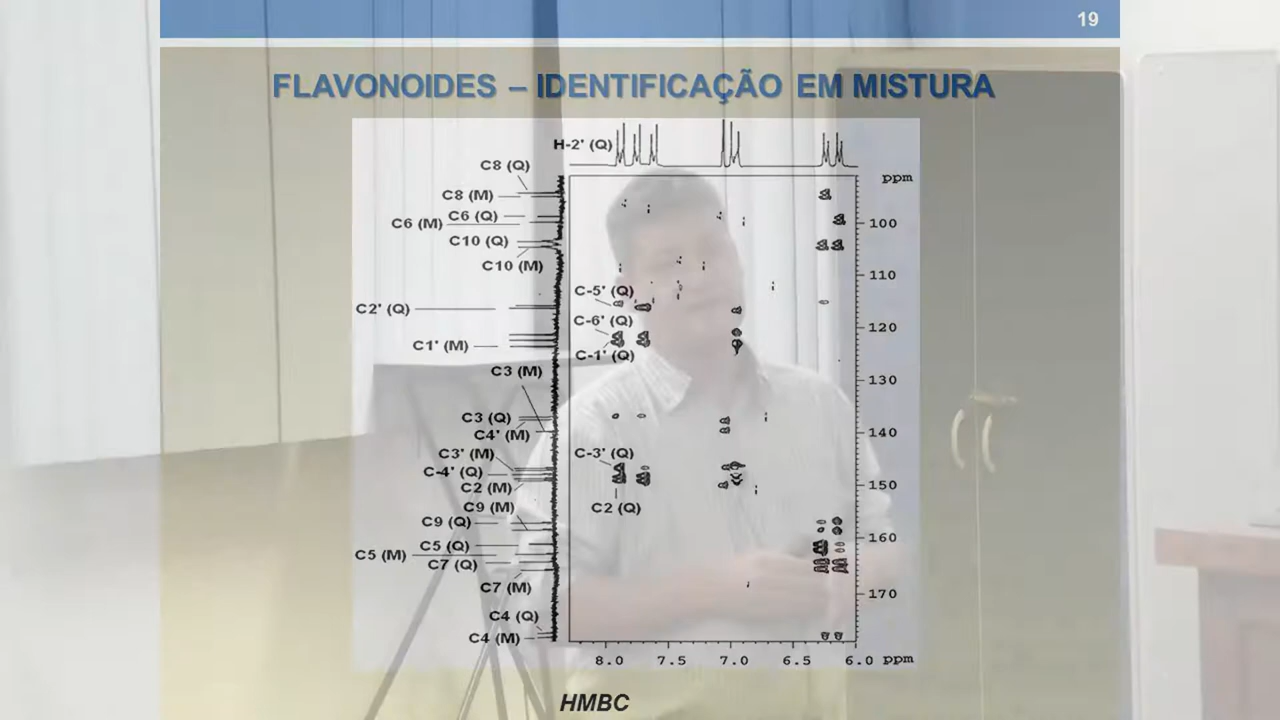 19
FLAVONOIDES – IDENTIFICAÇÃO EM MISTURA
H-2' (Q)
C8 (Q)
ppm
C8 (M)
C6 (Q)
C6 (M)
100
C10 (Q)
C10 (M)
110
C-5' (Q)
C2' (Q)
C-6' (Q)
120
C1' (M)
C-1' (Q)
C3 (M)
130
C3 (Q)
C4' (M)
140
C3' (M)
C-3' (Q)
C-4' (Q)
C2 (M)
150
C9 (M)
C2 (Q)
C9 (Q)
160
C5 (Q)
C5 (M)
C7 (Q)
C7 (M)
170
C4 (Q)
C4 (M)
8.0 7.5 7.0 6.5 6.0 ppm
HMBC